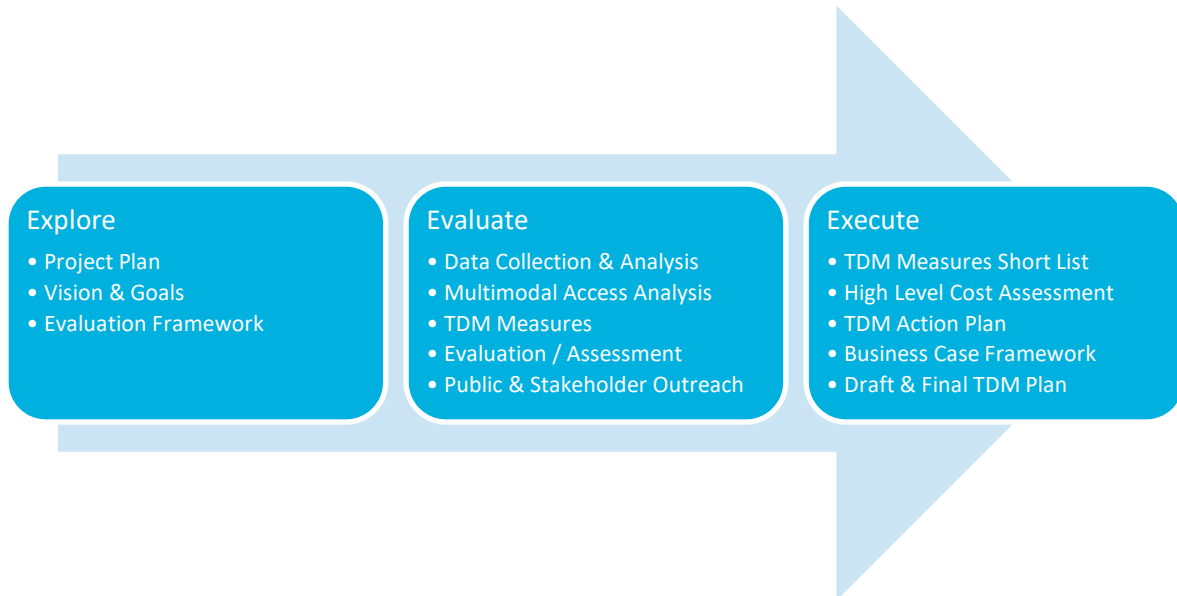 Explore
• Project Plan
• Vision & Goals
• Evaluation Framework
Evaluate
• Data Collection & Analysis
• Multimodal Access Analysis
• TDM Measures
• Evaluation / Assessment
• Public & Stakeholder Outreach
Execute
• TDM Measures Short List
• High Level Cost Assessment
• TDM Action Plan
• Business Case Framework
• Draft & Final TDM Plan